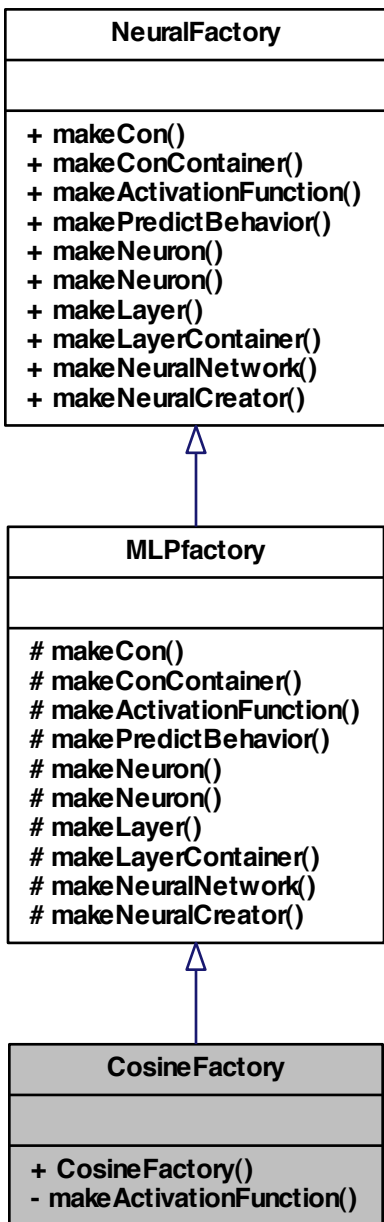 NeuralFactory
+ makeCon()
+ makeConContainer()
+ makeActivationFunction()
+ makePredictBehavior()
+ makeNeuron()
+ makeNeuron()
+ makeLayer()
+ makeLayerContainer()
+ makeNeuralNetwork()
+ makeNeuralCreator()
MLPfactory
# makeCon()
# makeConContainer()
# makeActivationFunction()
# makePredictBehavior()
# makeNeuron()
# makeNeuron()
# makeLayer()
# makeLayerContainer()
# makeNeuralNetwork()
# makeNeuralCreator()
CosineFactory
+ CosineFactory()
- makeActivationFunction()